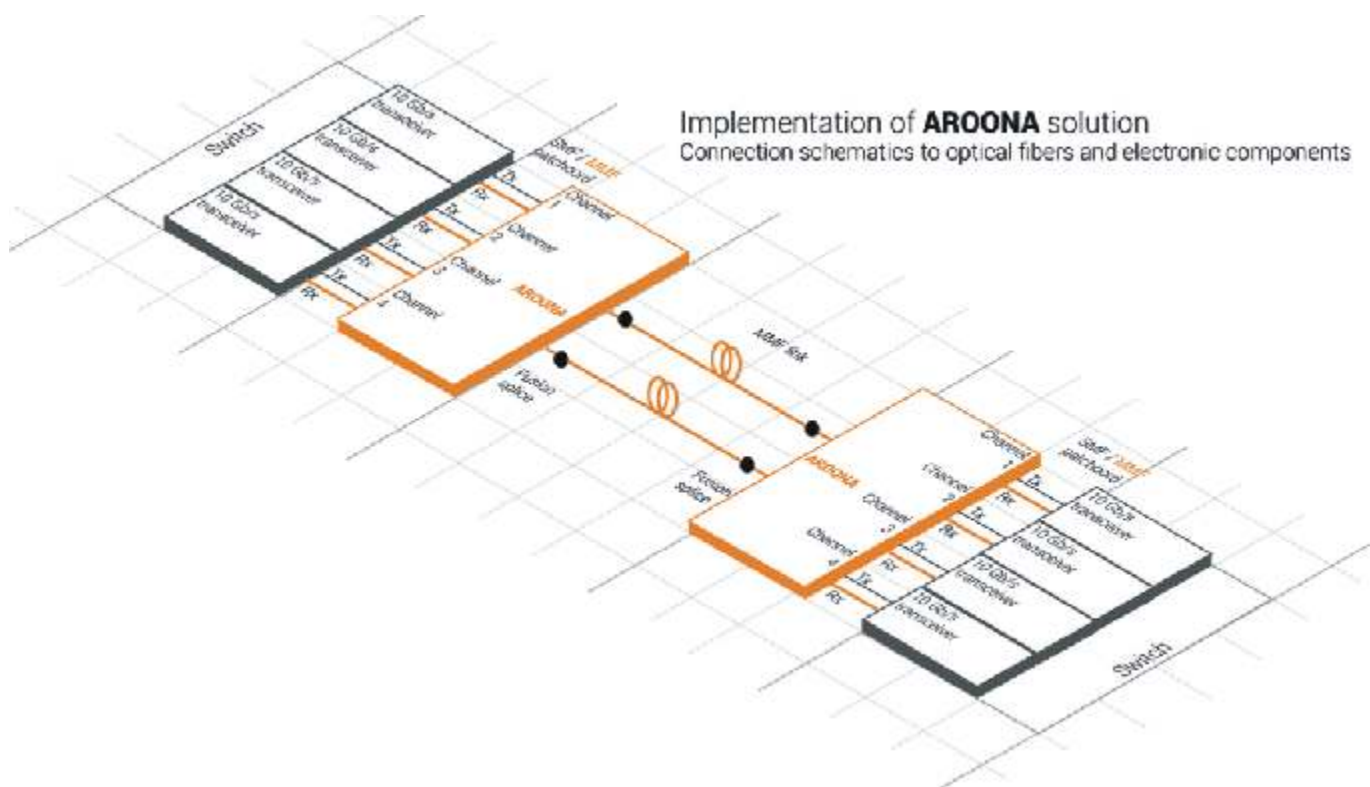 Implementation of AROONA solution
Connection schematics to optical fibers and electronic components
Switch
10 Gb/s
transceiver
10 Gb/s
transceiver
10 Gb/s
transceiver
10 Gb/s
transceiver
SMF / MMF
patchcord
Tx
Rx
Tx
Rx
Tx
Rx
Tx
Rx
Channel
1
Channel
2
Channel
3
Channel
4
AROONA
MMF link
Fusion
splice
Fusion
splice
AROONA
Channel
1
Channel
2
Channel
3
Channel
4
SMF / MMF
patchcord
Tx
Rx
Tx
Rx
Tx
Rx
Tx
Rx
10 Gb/s
transceiver
10 Gb/s
transceiver
10 Gb/s
transceiver
10 Gb/s
transceiver
Switch